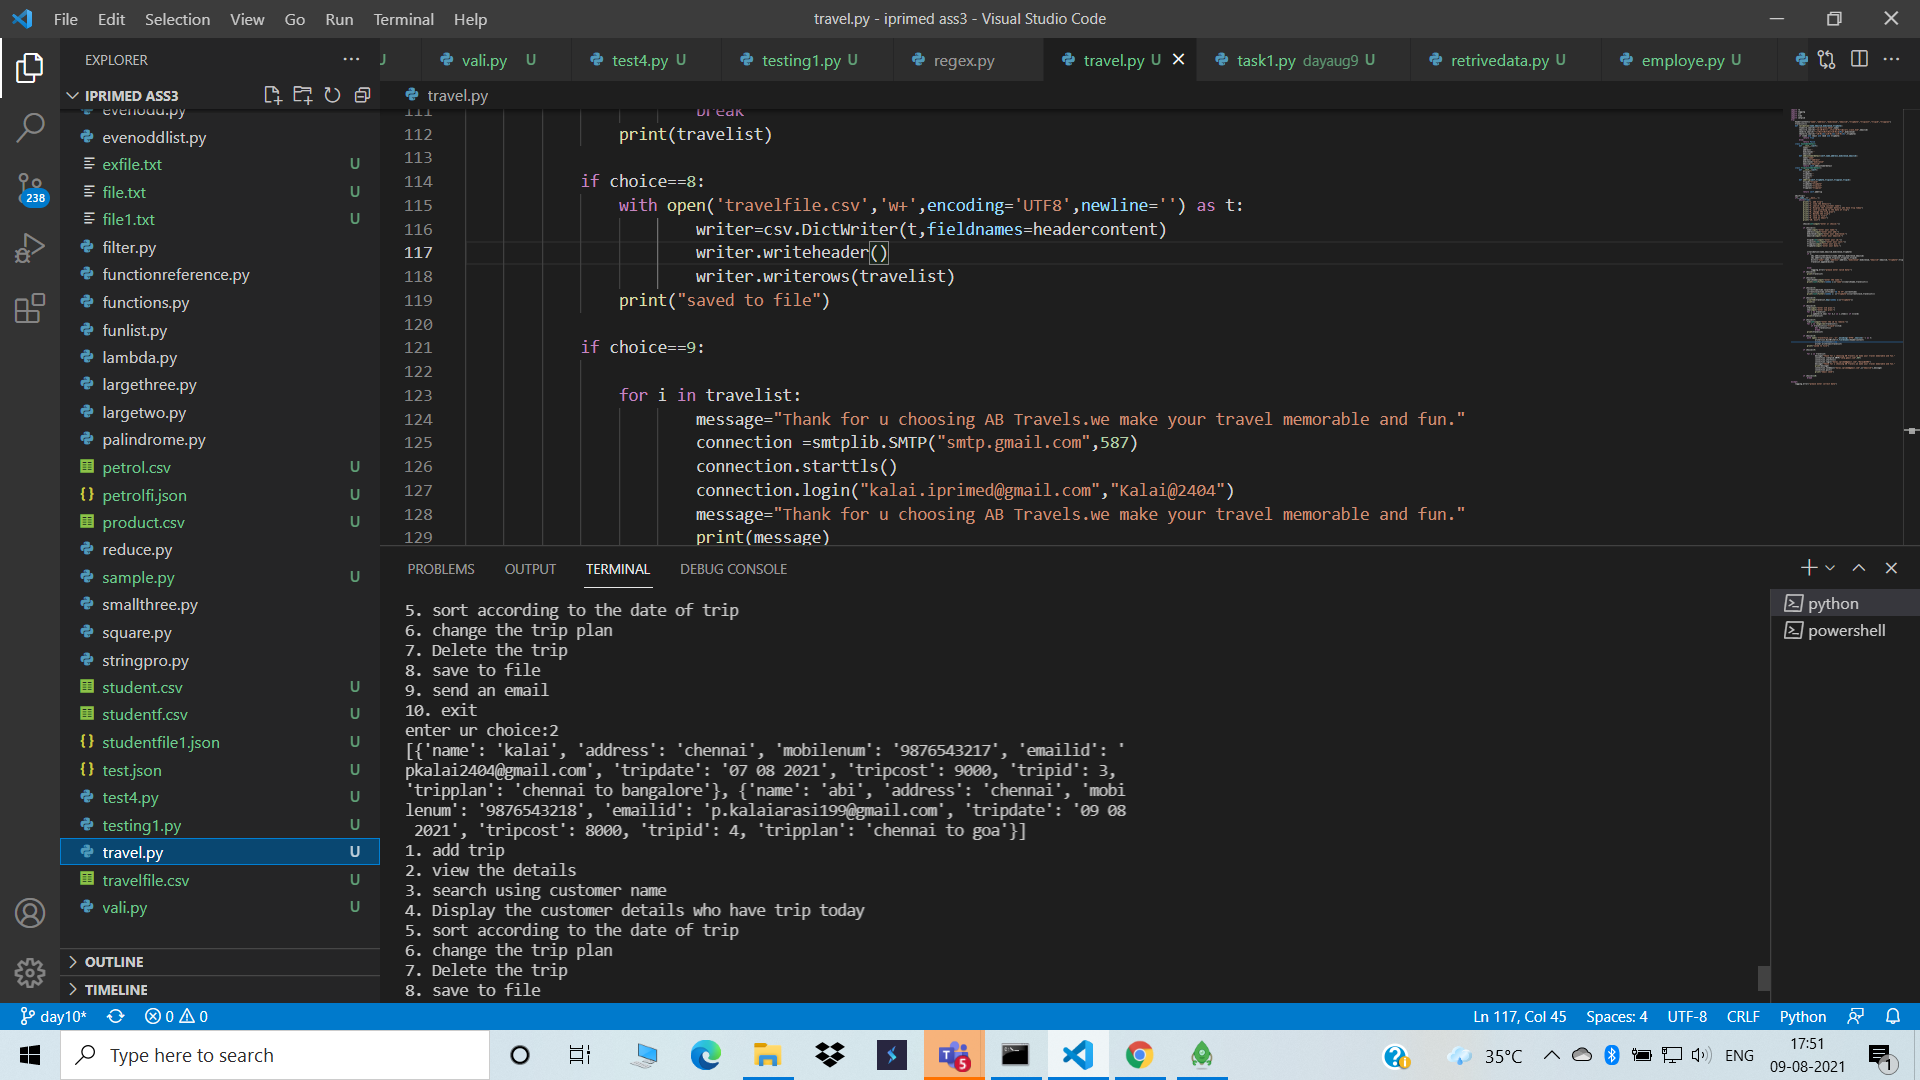 File Edit Selection View Go Run Terminal Help
travel.py - iprimed ass3 - Visual Studio Code
EXPLORER
U
vali.py U
test4.py U
testing1.py U
regex.py
travel.py U
task1.py dayaug9 U
retrivedata.py U
employe.py U
IPRIMED ASS3
travel.py
evenodd.py
evenoddlist.py
exfile.txt U
file.txt U
file1.txt U
filter.py
functionreference.py
functions.py
funlist.py
lambda.py
largethree.py
largetwo.py
palindrome.py
petrol.csv U
petrolfi.json U
product.csv U
reduce.py
sample.py U
smallthree.py
square.py
stringpro.py
student.csv U
studentf.csv U
studentfile1.json U
test.json U
test4.py U
testing1.py U
travel.py U
travelfile.csv U
vali.py U
OUTLINE
TIMELINE
238
111 break
112 print(travelist)
113
114 if choice==8:
115 with open('travelfile.csv','w+',encoding='UTF8',newline='') as t:
116 writer=csv.DictWriter(t,fieldnames=headercontent)
117 writer.writeheader()
118 writer.writerows(travelist)
119 print("saved to file")
120
121 if choice==9:
122
123 for i in travelist:
124 message="Thank for u choosing AB Travels.we make your travel memorable and fun."
125 connection =smtplib.SMTP("smtp.gmail.com",587)
126 connection.starttls()
127 connection.login("kalai.iprimed@gmail.com","Kalai@2404")
128 message="Thank for u choosing AB Travels.we make your travel memorable and fun."
129 print(message)
PROBLEMS OUTPUT TERMINAL DEBUG CONSOLE
python
powershell
5. sort according to the date of trip
6. change the trip plan
7. Delete the trip
8. save to file
9. send an email
10. exit
enter ur choice:2
[{'name': 'kalai', 'address': 'chennai', 'mobilenum': '9876543217', 'emailid': '
pkalai2404@gmail.com', 'tripdate': '07 08 2021', 'tripcost': 9000, 'tripid': 3,
'tripplan': 'chennai to bangalore'}, {'name': 'abi', 'address': 'chennai', 'mobi
lenum': '9876543218', 'emailid': 'p.kalaiarasi199@gmail.com', 'tripdate': '09 08
 2021', 'tripcost': 8000, 'tripid': 4, 'tripplan': 'chennai to goa'}]
1. add trip
2. view the details
3. search using customer name
4. Display the customer details who have trip today
5. sort according to the date of trip
6. change the trip plan
7. Delete the trip
8. save to file
day10* 0 0
Ln 117, Col 45 Spaces: 4 UTF-8 CRLF Python
Type here to search
5
35°C
ENG
17:51
09-08-2021
1